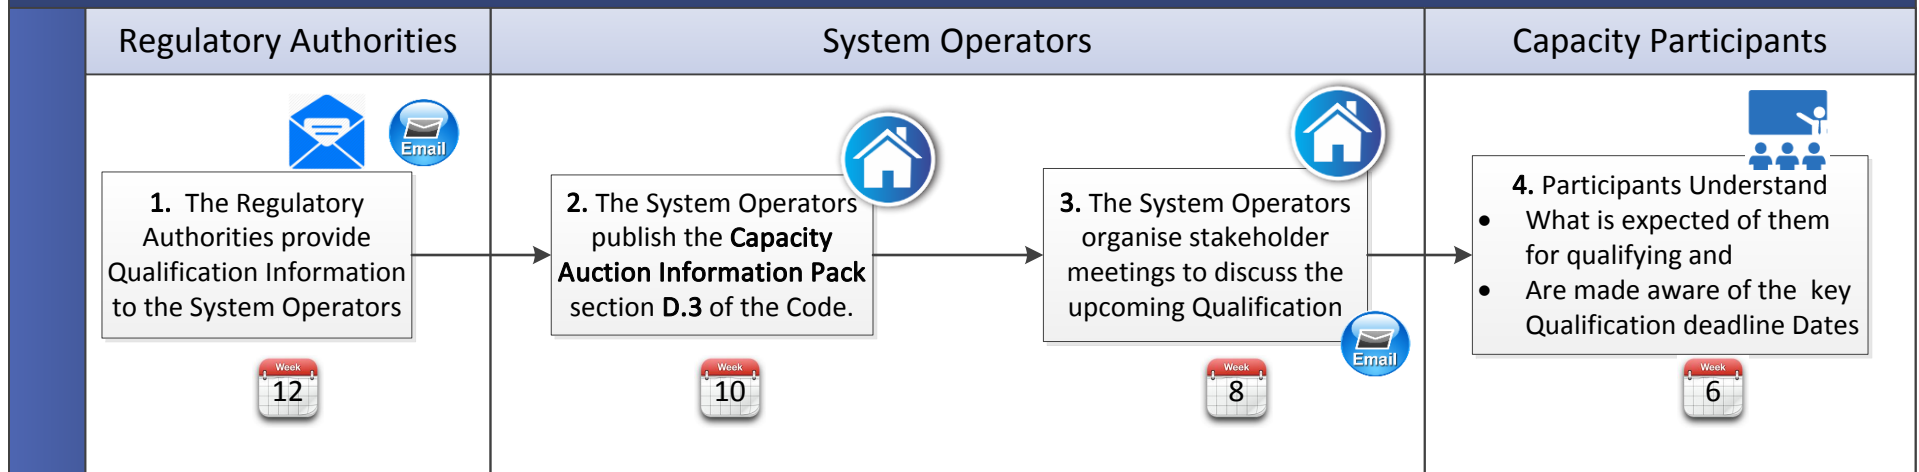 Regulatory Authorities
System Operators
Capacity Participants
Email
1. The Regulatory
Authorities provide
Qualification Information
to the System Operators
Week
12
2. The System Operators
publish the Capacity
Auction Information Pack
section D.3 of the Code.
Week
10
3. The System Operators
organise stakeholder
meetings to discuss the
upcoming Qualification
Email
Week
8
4. Participants Understand
• What is expected of them
for qualifying and
• Are made aware of the key
Qualification deadline Dates
Week
6